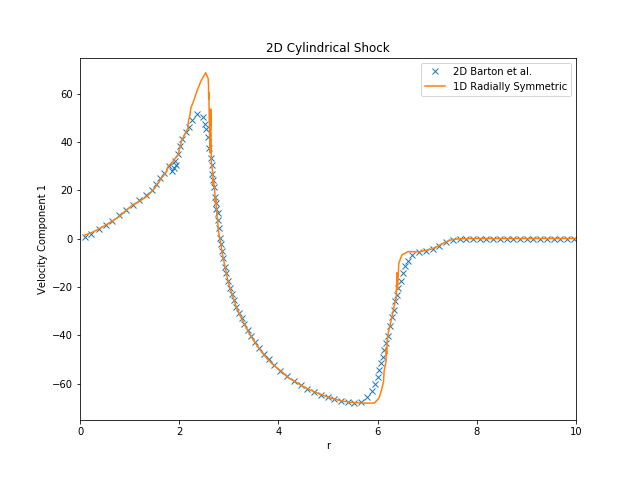 2D Cylindrical Shock
2D Barton et al.
1D Radially Symmetric
Velocity Component 1
60
40
20
0
−20
−40
−60
0
2
4
6
8
10
r